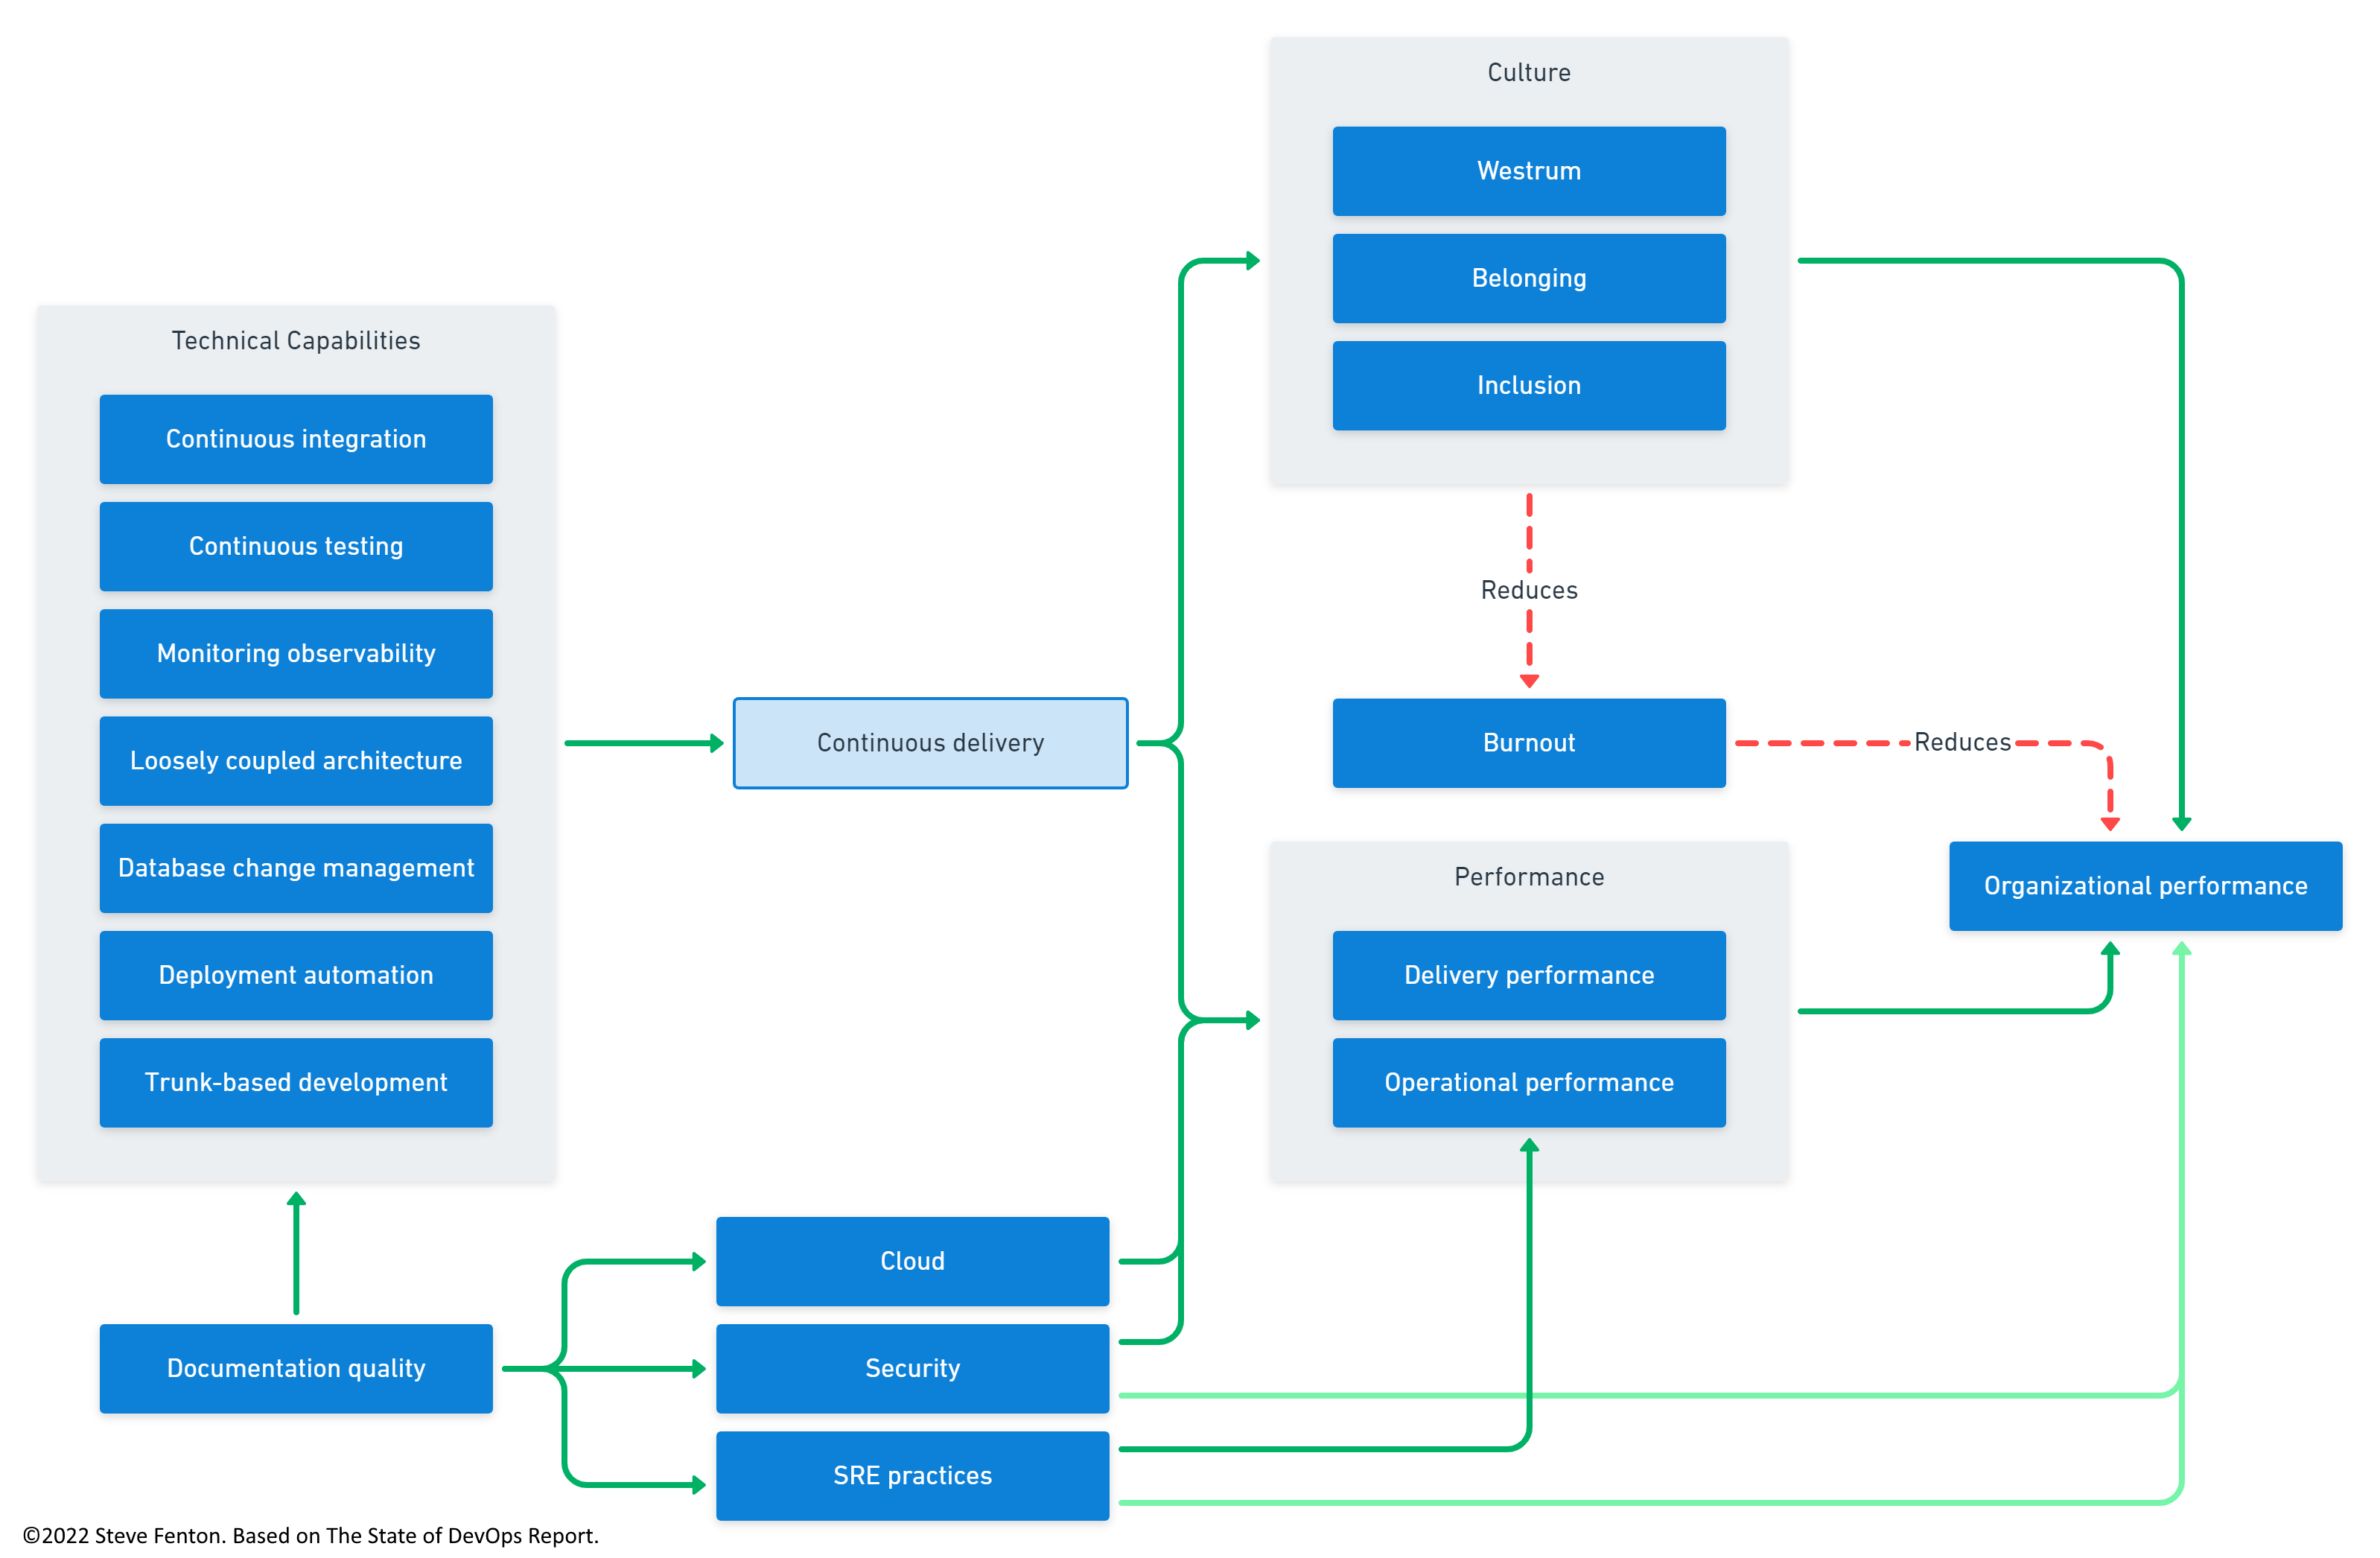 Culture
Westrum
Belonging
Inclusion
Technical Capabilities
Continuous integration
Continuous testing
Monitoring observability
Loosely coupled architecture
Database change management
Deployment automation
Trunk-based development
Continuous delivery
Reduces
Burnout
Reduces
Performance
Delivery performance
Operational performance
Organizational performance
Documentation quality
Cloud
Security
SRE practices
©2022 Steve Fenton. Based on The State of DevOps Report.